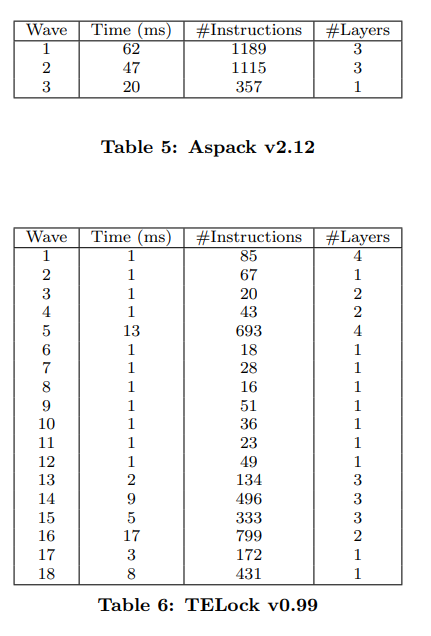 Wave Time (ms) #Instructions #Layers
1 62 1189 3
2 47 1115 3
3 20 357 1
Table 5: Aspack v2.12
Wave Time (ms) #Instructions #Layers
1 1 85 4
2 1 67 1
3 1 20 2
4 1 43 2
5 13 693 4
6 1 18 1
7 1 28 1
8 1 16 1
9 1 51 1
10 1 36 1
11 1 23 1
12 1 49 1
13 2 134 3
14 9 496 3
15 5 333 3
16 17 799 2
17 3 172 1
18 8 431 1
Table 6: TELock v0.99